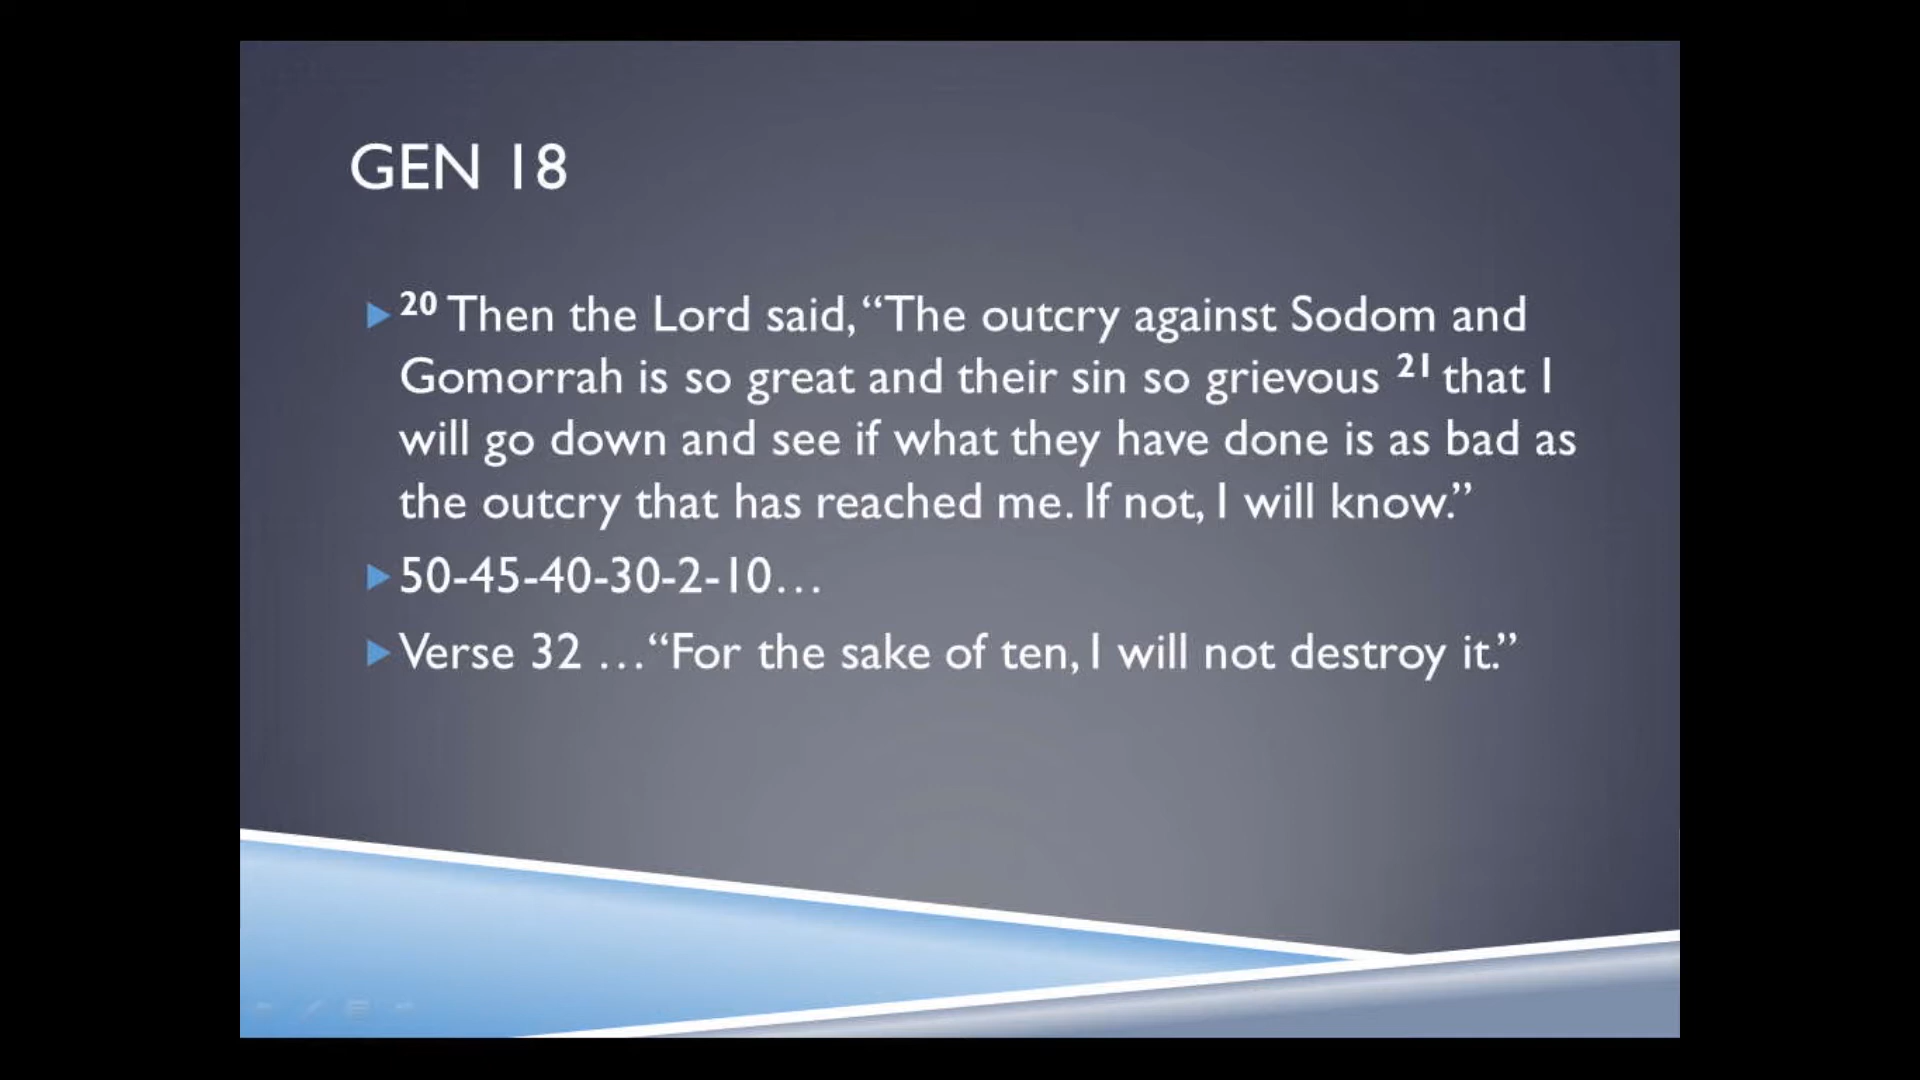 GEN 18
20 Then the Lord said, “The outcry against Sodom and
Gomorrah is so great and their sin so grievous 21 that I
will go down and see if what they have done is as bad as
the outcry that has reached me. If not, I will know.”
50-45-40-30-2-10…
Verse 32 …“For the sake of ten, I will not destroy it.”